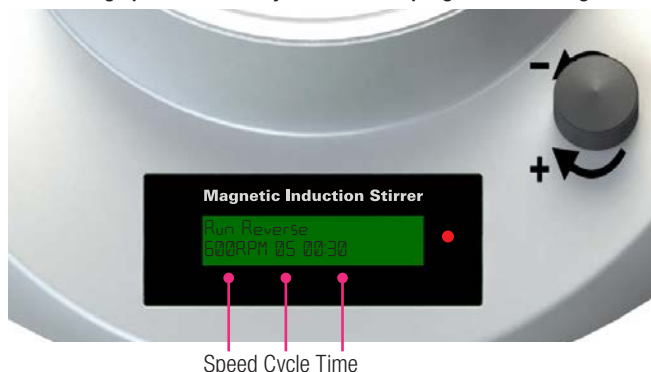 -
+
Magnetic Induction Stirrer
Run Reverse
600RPM 05 00:30
Speed Cycle Time